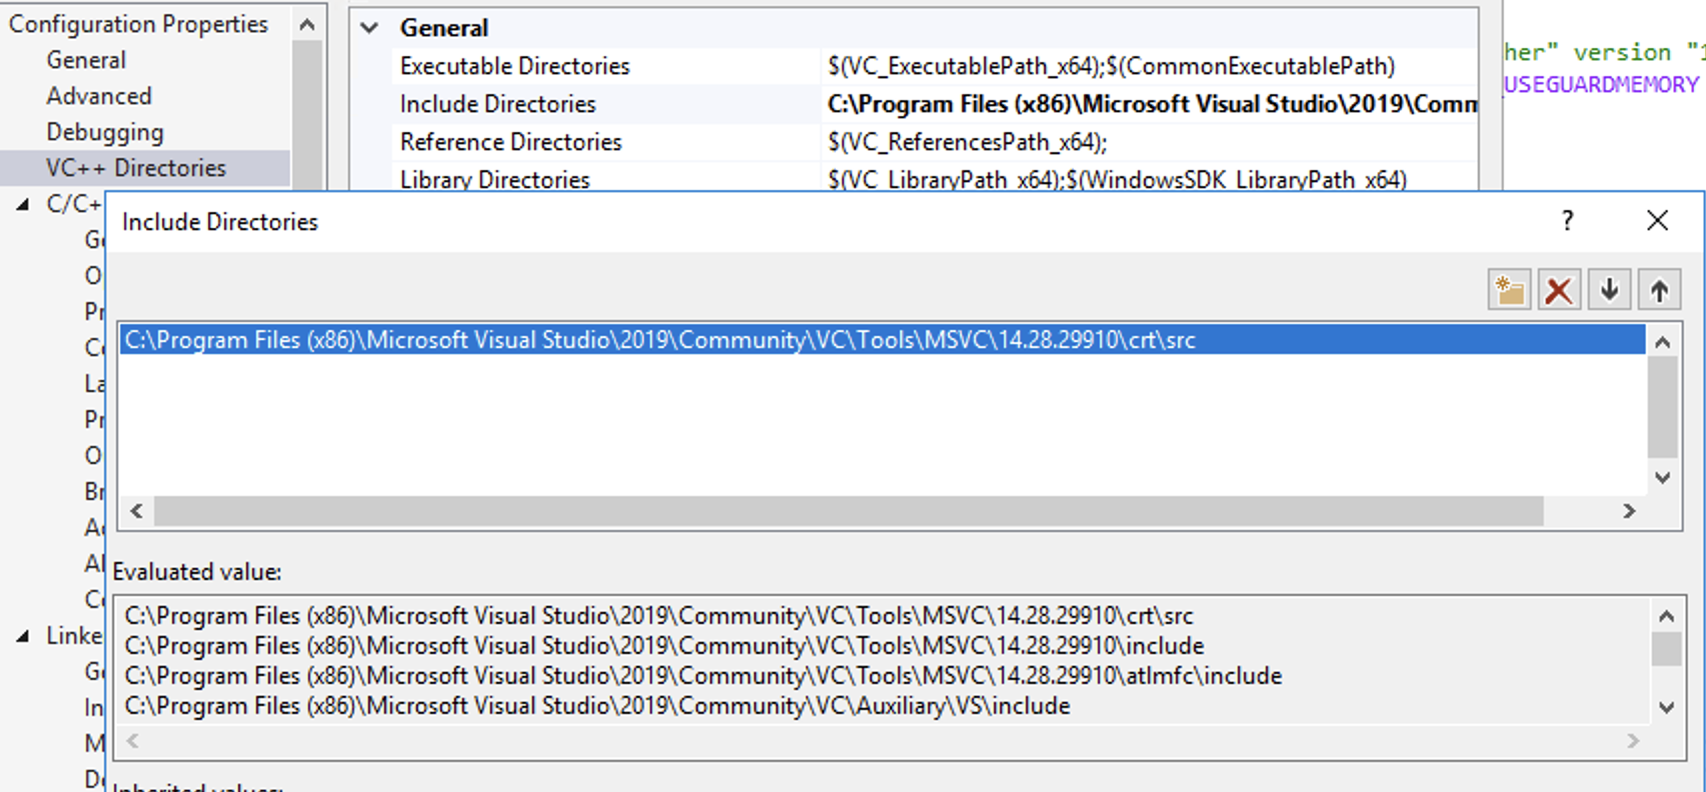 Configuration Properties
General
Advanced
Debugging
VC++ Directories
C/C+
Linke
General
Executable Directories $(VC_ExecutablePath_x64);$(CommonExecutablePath)
Include Directories C:\Program Files (x86)\Microsoft Visual Studio\2019\Comm
Reference Directories $(VC_ReferencesPath_x64);
Library Directories $(VC_LibraryPath_x64);$(WindowsSDK_LibraryPath_x64)
her" version "1
USEGUARDMEMORY
Include Directories
?
C:\Program Files (x86)\Microsoft Visual Studio\2019\Community\VC\Tools\MSVC\14.28.29910\crt\src
Evaluated value:
C:\Program Files (x86)\Microsoft Visual Studio\2019\Community\VC\Tools\MSVC\14.28.29910\crt\src
C:\Program Files (x86)\Microsoft Visual Studio\2019\Community\VC\Tools\MSVC\14.28.29910\include
C:\Program Files (x86)\Microsoft Visual Studio\2019\Community\VC\Tools\MSVC\14.28.29910\atlmfc\include
C:\Program Files (x86)\Microsoft Visual Studio\2019\Community\VC\Auxiliary\VS\include
Inherited values: